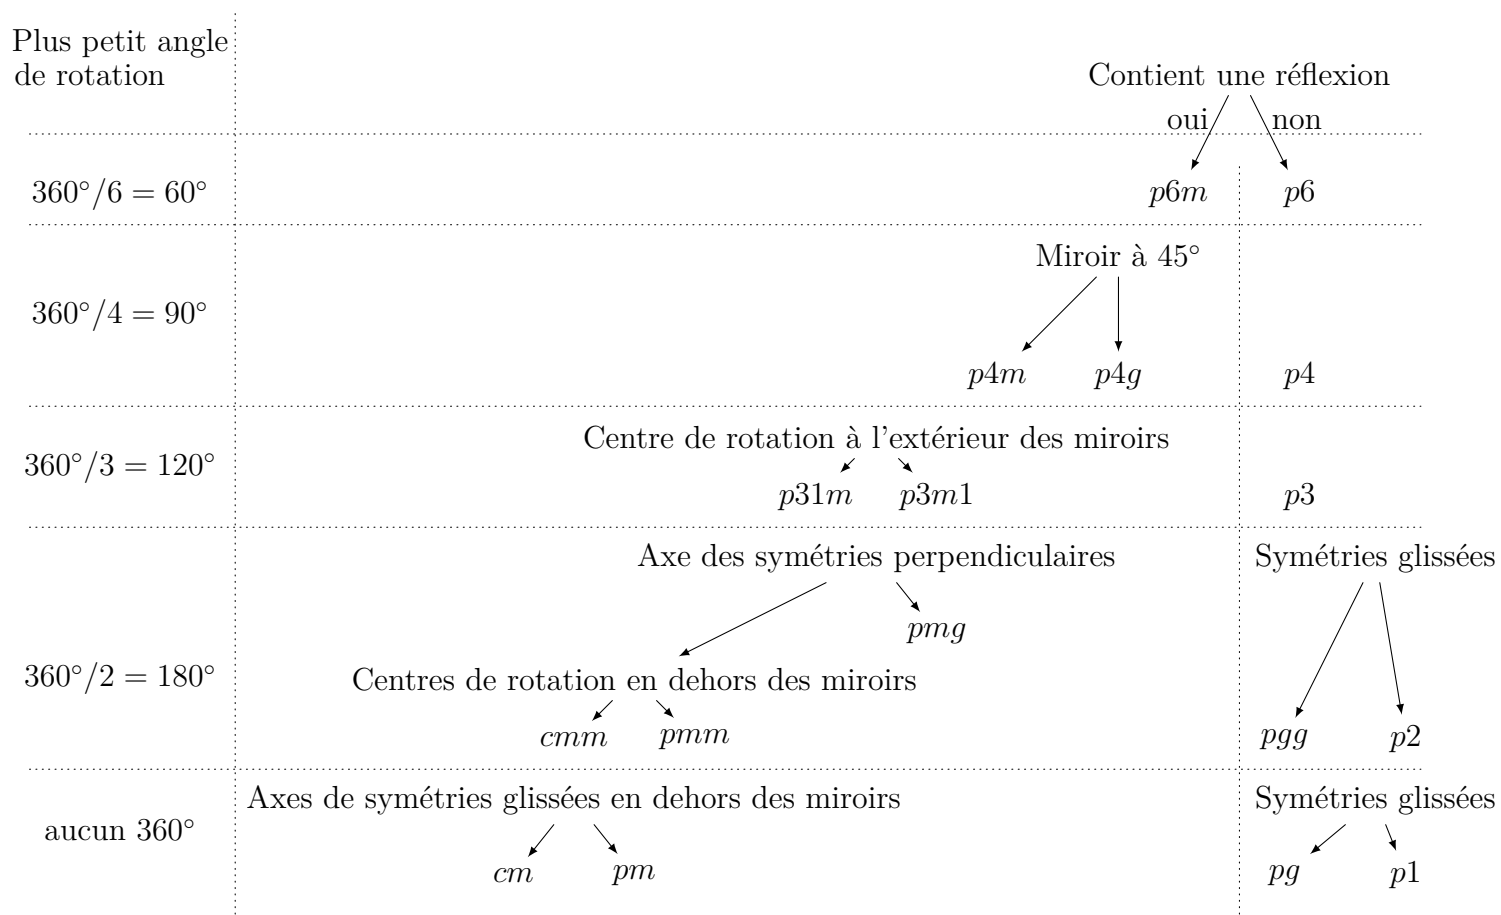 Plus petit angle
de rotation
Contient une réflexion
oui
non
360°/6 = 60°
p6m
p6
Miroir à 45°
360°/4 = 90°
p4m
p4g
p4
Centre de rotation à l'extérieur des miroirs
360°/3 = 120°
p31m
p3m1
p3
Axe des symétries perpendiculaires
Symétries glissées
pmg
360°/2 = 180°
Centres de rotation en dehors des miroirs
cmm
pmm
pgg
p2
Axes de symétries glissées en dehors des miroirs
Symétries glissées
aucun 360°
cm
pm
pg
p1